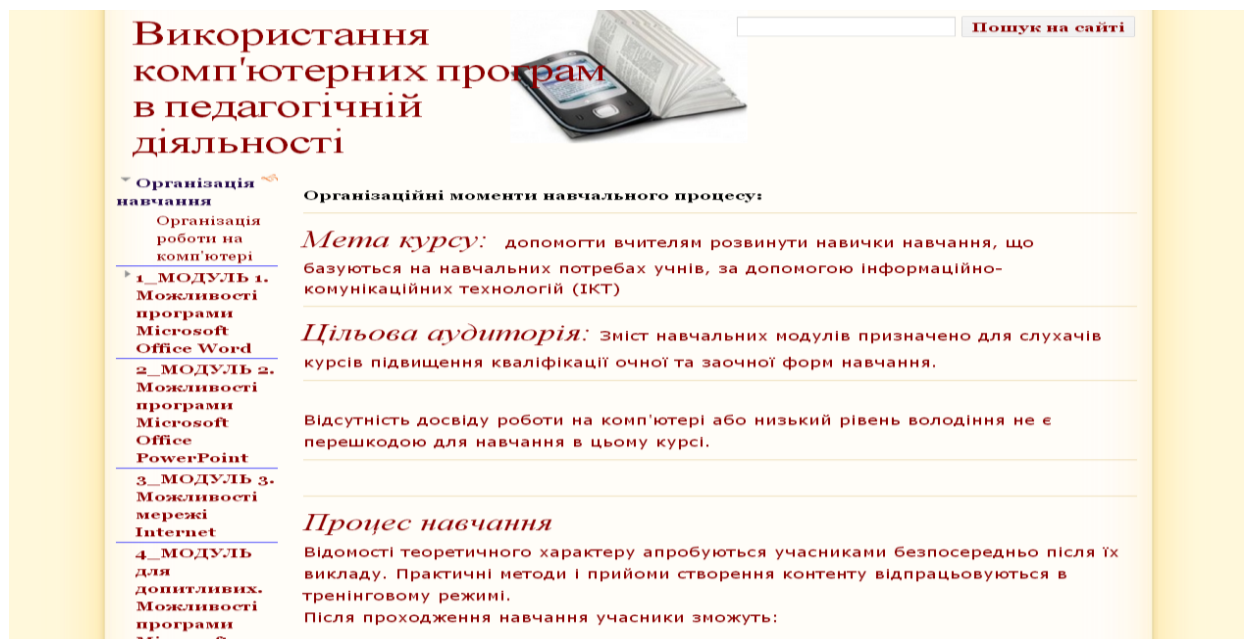 Використання
комп'ютерних програм
в педагогічній
діяльності
Пошук на сайті
Організація
навчання
Організація
роботи на
комп'ютері
1_МОДУЛЬ 1.
Можливості
програми
Microsoft
Office Word
2_МОДУЛЬ 2.
Можливості
програми
Microsoft
Office
PowerPoint
3_МОДУЛЬ 3.
Можливості
мережі
Internet
4_МОДУЛЬ
для
допитливих.
Можливості
програми
Організаційні моменти навчального процесу:
Мета курсу: допомогти вчителям розвинути навички навчання, що
базуються на навчальних потребах учнів, за допомогою інформаційно-
комунікаційних технологій (ІКТ)
Цільова аудиторія: Зміст навчальних модулів призначено для слухачів
курсів підвищення кваліфікації очної та заочної форм навчання.
Відсутність досвіду роботи на комп'ютері або низький рівень володіння не є
перешкодою для навчання в цьому курсі.
Процес навчання
Відомості теоретичного характеру апробуються учасниками безпосередньо після їх
викладу. Практичні методи і прийоми створення контенту відпрацьовуються в
тренінговому режимі.
Після проходження навчання учасники зможуть: